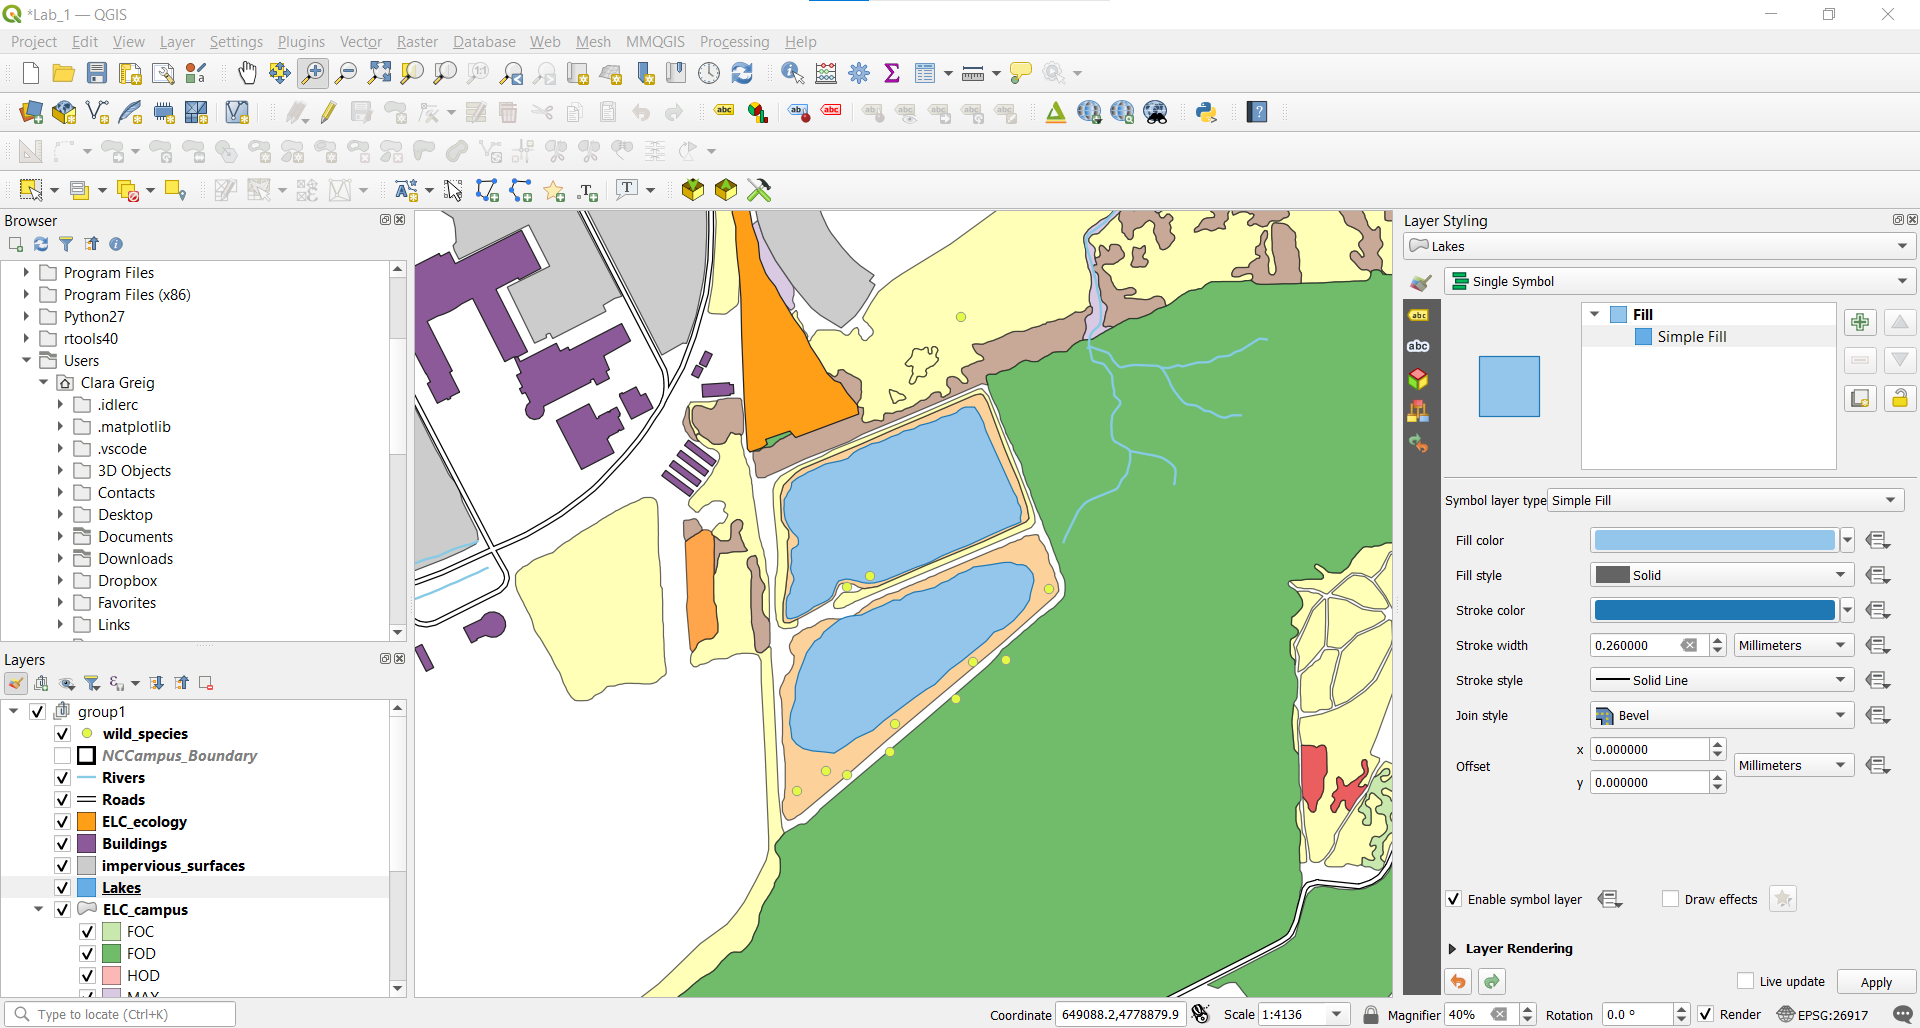 *Lab_1 — QGIS
Project Edit View Layer Settings Plugins Vector Raster Database Web Mesh MMQGIS Processing Help
Browser
Program Files
Program Files (x86)
Python27
rtools40
Users
Clara Greig
.idlerc
.matplotlib
.vscode
3D Objects
Contacts
Desktop
Documents
Downloads
Dropbox
Favorites
Links
Layers
group1
wild_species
NCCampus_Boundary
Rivers
Roads
ELC_ecology
Buildings
impervious_surfaces
Lakes
ELC_campus
FOC
FOD
HOD
MAX
Layer Styling
Lakes
Single Symbol
Fill
Simple Fill
Symbol layer type Simple Fill
Fill color
Fill style Solid
Stroke color
Stroke width 0.260000 Millimeters
Stroke style Solid Line
Join style Bevel
Offset x 0.000000 Millimeters
y 0.000000
Enable symbol layer Draw effects
Layer Rendering
Live update Apply
Type to locate (Ctrl+K) Coordinate 649088.2,4778879.9 Scale 1:4136 Magnifier 40% Rotation 0.0 ° Render EPSG:26917